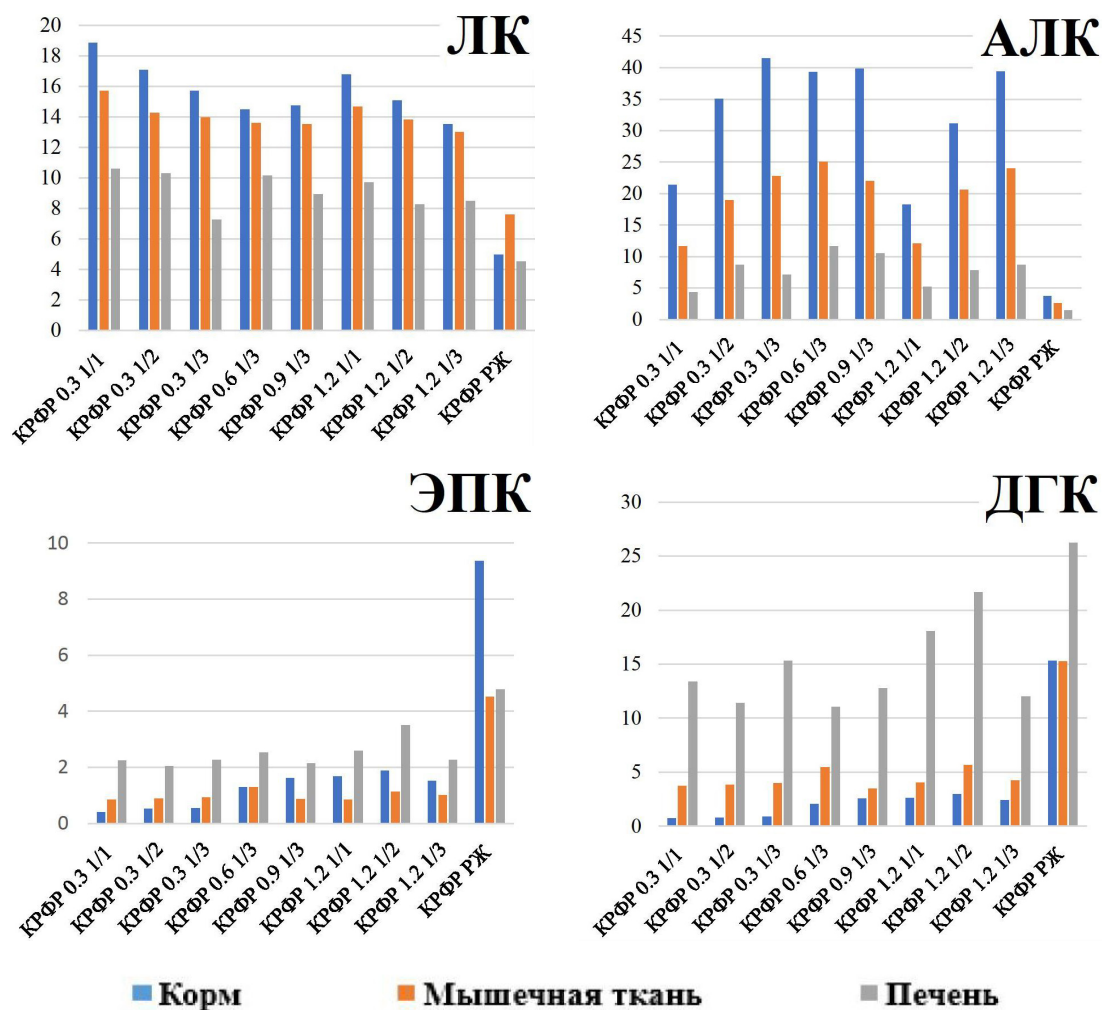 ЛК
20
18
16
14
12
10
8
6
4
2
0
КРФР 0.3 1/1
КРФР 0.3 1/2
КРФР 0.3 1/3
КРФР 0.6 1/3
КРФР 0.9 1/3
КРФР 1.2 1/1
КРФР 1.2 1/2
КРФР 1.2 1/3
КРФР РЖ
АЛК
45
40
35
30
25
20
15
10
5
0
КРФР 0.3 1/1
КРФР 0.3 1/2
КРФР 0.3 1/3
КРФР 0.6 1/3
КРФР 0.9 1/3
КРФР 1.2 1/1
КРФР 1.2 1/2
КРФР 1.2 1/3
КРФР РЖ
ЭПК
10
8
6
4
2
0
КРФР 0.3 1/1
КРФР 0.3 1/2
КРФР 0.3 1/3
КРФР 0.6 1/3
КРФР 0.9 1/3
КРФР 1.2 1/1
КРФР 1.2 1/2
КРФР 1.2 1/3
КРФР РЖ
ДГК
30
25
20
15
10
5
0
КРФР 0.3 1/1
КРФР 0.3 1/2
КРФР 0.3 1/3
КРФР 0.6 1/3
КРФР 0.9 1/3
КРФР 1.2 1/1
КРФР 1.2 1/2
КРФР 1.2 1/3
КРФР РЖ
Корм Мышечная ткань Печень